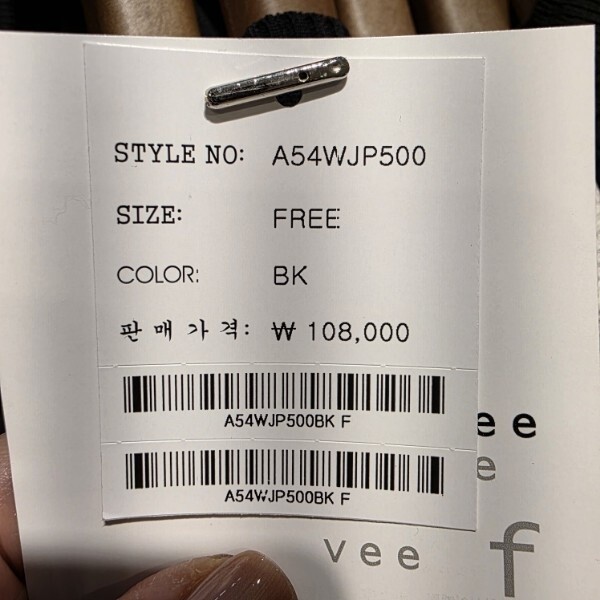 STYLE NO: A54WJP500
SIZE: FREE
COLOR: BK
판매가격: ₩ 108,000
A54WJP500BK F
A54WJP500BK F
ee
e
vee f